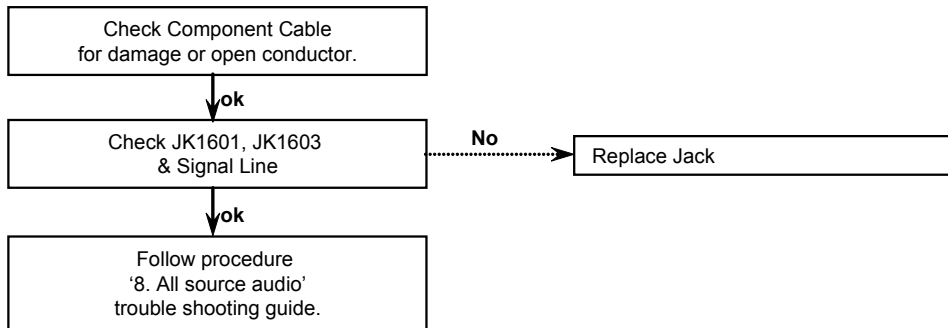 Check Component Cable
for damage or open conductor.
ok
Check JK1601, JK1603
& Signal Line
No
Replace Jack
ok
Follow procedure
‘8. All source audio’
trouble shooting guide.